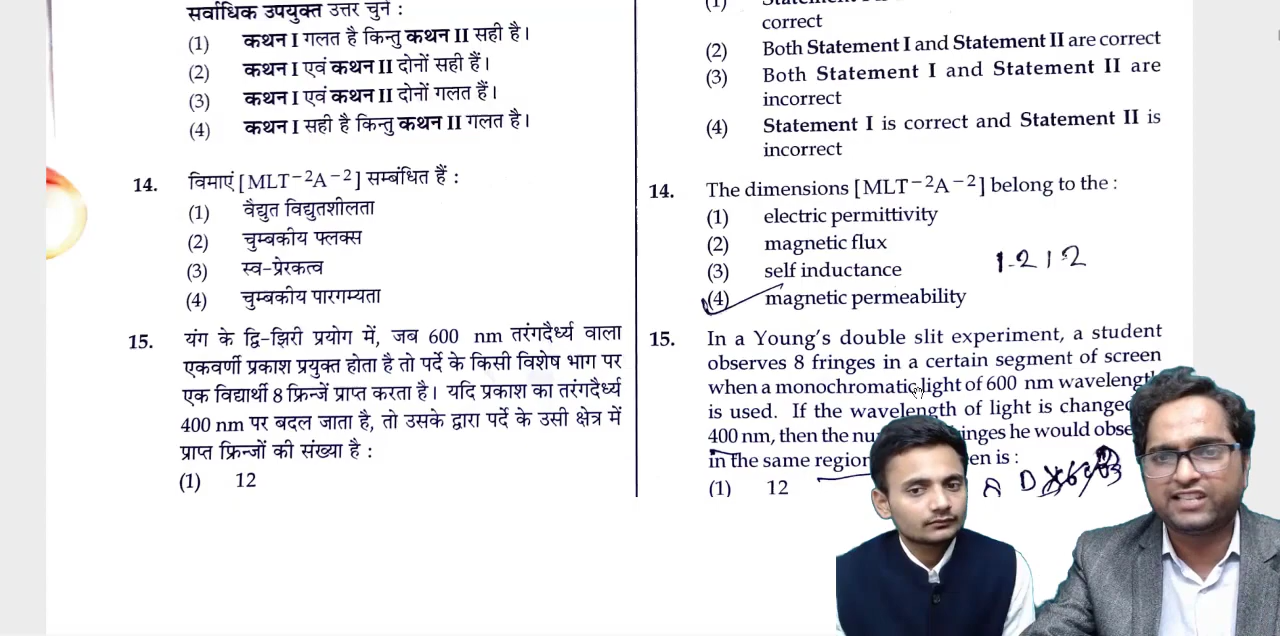 सर्वाधिक उपयुक्त उत्तर चुनें :
(1) कथन I गलत है किन्तु कथन II सही है।
(2) कथन I एवं कथन II दोनों सही हैं।
(3) कथन I एवं कथन II दोनों गलत हैं।
(4) कथन I सही है किन्तु कथन II गलत है।
14. विमाएं [MLT⁻²A⁻²] सम्बंधित हैं :
(1) वैद्युत विद्युतशीलता
(2) चुम्बकीय फ्लक्स
(3) स्व-प्रेरकत्व
(4) चुम्बकीय पारगम्यता
15. यंग के द्वि-झिरी प्रयोग में, जब 600 nm तरंगदैर्ध्य वाला
एकवर्णी प्रकाश प्रयुक्त होता है तो पर्दे के किसी विशेष भाग पर
एक विद्यार्थी 8 फ्रिन्जें प्राप्त करता है। यदि प्रकाश का तरंगदैर्ध्य
400 nm पर बदल जाता है, तो उसके द्वारा पर्दे के उसी क्षेत्र में
प्राप्त फ्रिन्जों की संख्या है :
(1) 12
(1)
correct
(2) Both Statement I and Statement II are correct
(3) Both Statement I and Statement II are
incorrect
(4) Statement I is correct and Statement II is
incorrect
14. The dimensions [MLT⁻²A⁻²] belong to the :
(1) electric permittivity
(2) magnetic flux
(3) self inductance
1-212
(4) magnetic permeability
15. In a Young's double slit experiment, a student
observes 8 fringes in a certain segment of screen
when a monochromatic light of 600 nm wavelength
is used. If the wavelength of light is changed
400 nm, then the
in the same region is :
(1) 12